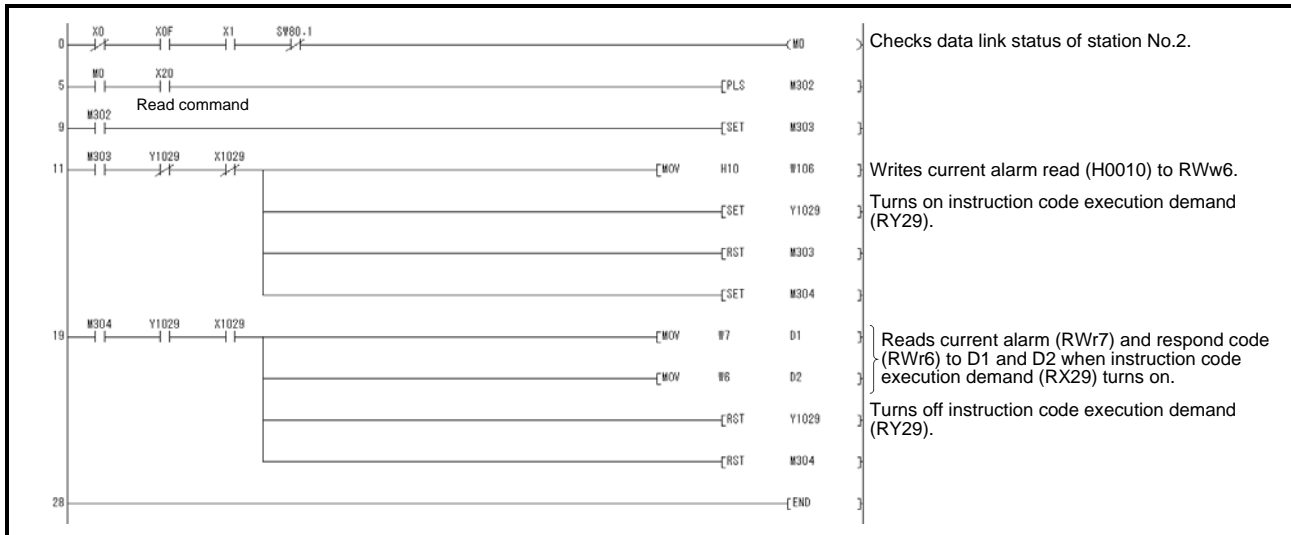 X0 X0F X1 SW80.1
0 (M0 ) Checks data link status of station No.2.
M0 X20
5 [PLS M302 ]
Read command
M302
9 [SET M303 ]
M303 Y1029 X1029
11 [MOV H10 W106 ] Writes current alarm read (H0010) to RWw6.
[SET Y1029 ] Turns on instruction code execution demand
(RY29).
[RST M303 ]
[SET M304 ]
M304 Y1029 X1029
19 [MOV W7 D1 ] Reads current alarm (RWr7) and respond code
(RWr6) to D1 and D2 when instruction code
[MOV W6 D2 ] execution demand (RX29) turns on.
[RST Y1029 ] Turns off instruction code execution demand
(RY29).
[RST M304 ]
28 [END ]